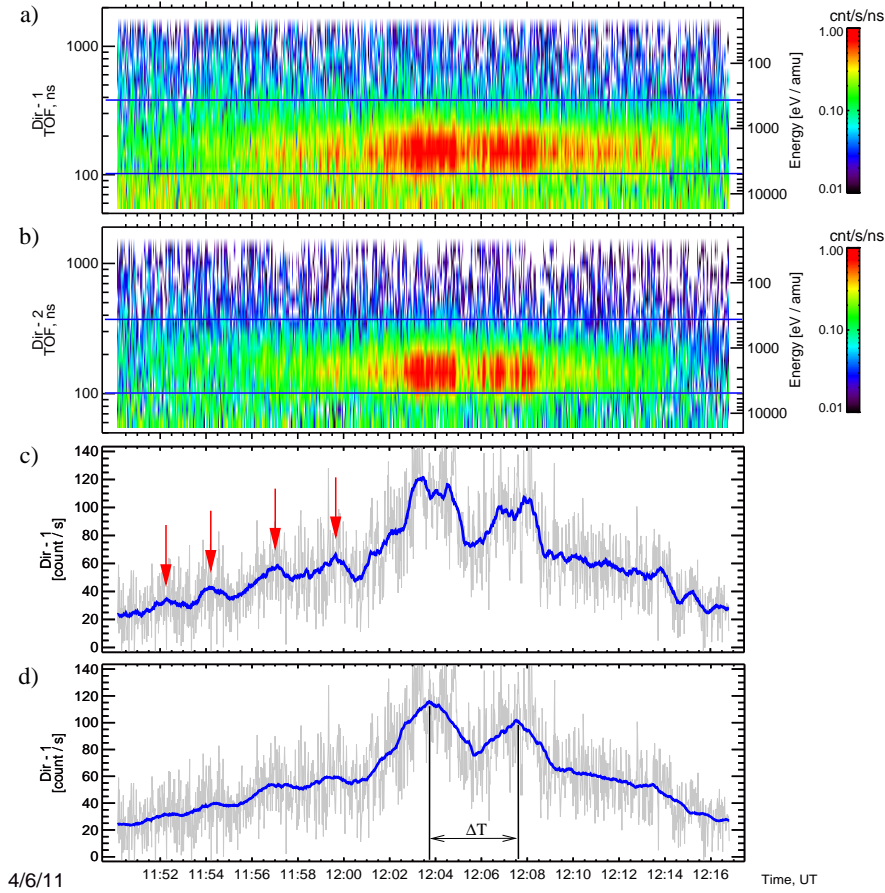 a)
cnt/s/ns
1000
100
Dir - 1
TOF, ns
100
1000
10000
Energy [eV / amu]
1.00
0.10
0.01
b)
cnt/s/ns
1000
100
Dir - 2
TOF, ns
100
1000
10000
Energy [eV / amu]
1.00
0.10
0.01
c)
140
120
100
80
60
40
20
0
Dir - 1
[count / s]
d)
140
120
100
80
60
40
20
0
Dir - 1
[count / s]
ΔT
11:52 11:54 11:56 11:58 12:00 12:02 12:04 12:06 12:08 12:10 12:12 12:14 12:16
4/6/11
Time, UT